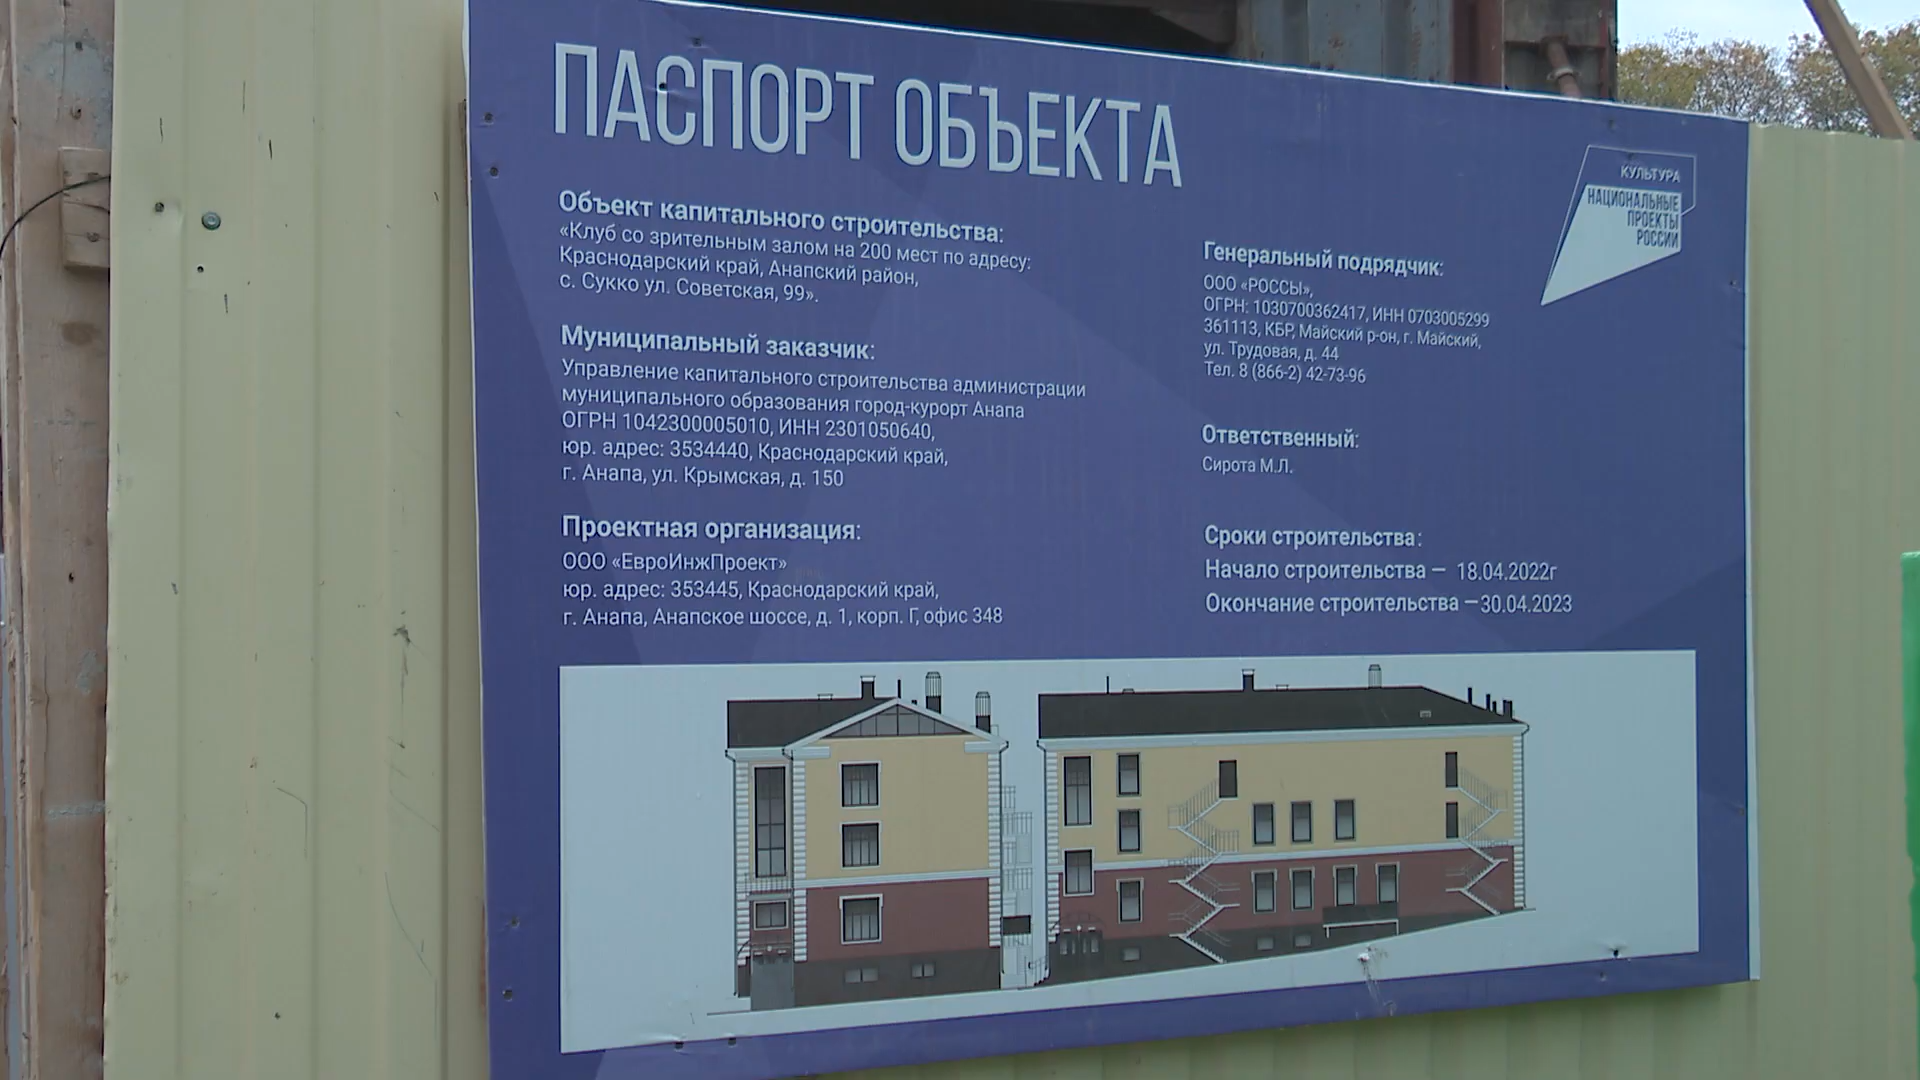 ПАСПОРТ ОБЪЕКТА
Объект капитального строительства:
«Клуб со зрительным залом на 200 мест по адресу:
Краснодарский край, Анапский район,
с. Сукко ул. Советская, 99».
Муниципальный заказчик:
Управление капитального строительства администрации
муниципального образования город-курорт Анапа
ОГРН 1042300005010, ИНН 2301050640,
юр. адрес: 3534440, Краснодарский край,
г. Анапа, ул. Крымская, д. 150
Проектная организация:
ООО «ЕвроИнжПроект»
юр. адрес: 353445, Краснодарский край,
г. Анапа, Анапское шоссе, д. 1, корп. Г, офис 348
КУЛЬТУРА
НАЦИОНАЛЬНЫЕ
ПРОЕКТЫ
РОССИИ
Генеральный подрядчик:
ООО «РОССЫ»,
ОГРН: 1030700362417, ИНН 0703005299
361113, КБР, Майский р-он, г. Майский,
ул. Трудовая, д. 44
Тел. 8 (866-2) 42-73-96
Ответственный:
Сирота М.Л.
Сроки строительства:
Начало строительства — 18.04.2022г
Окончание строительства —30.04.2023